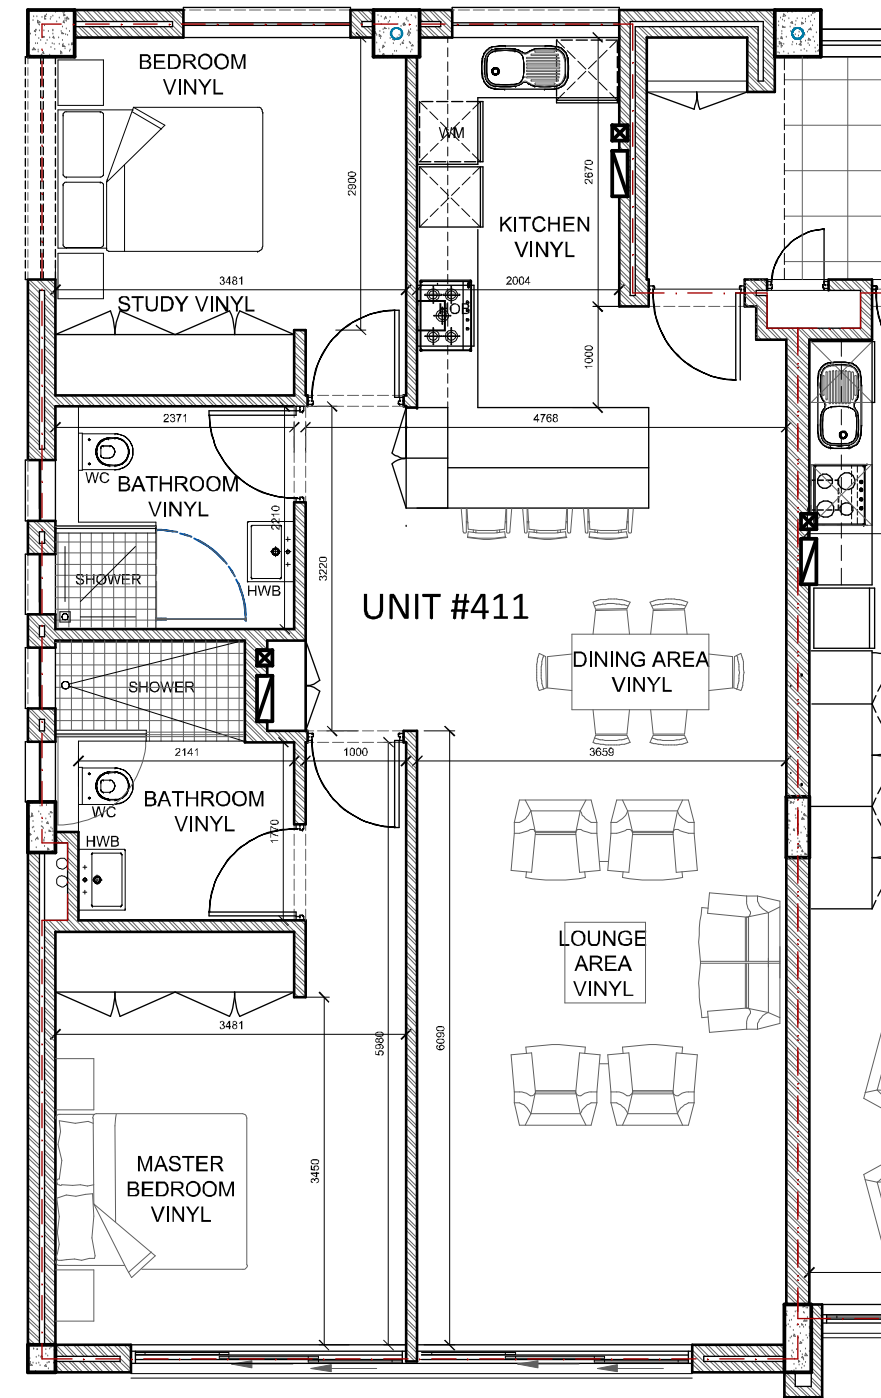 BEDROOM
VINYL
WM
2670
2900
KITCHEN
VINYL
3481
2004
STUDY VINYL
1000
2371
4768
WC
BATHROOM
VINYL
2210
3220
SHOWER
HWB
UNIT #411
DINING AREA
VINYL
SHOWER
2141
1000
3659
WC
BATHROOM
VINYL
1770
HWB
LOUNGE
AREA
VINYL
3481
5980
6090
3450
MASTER
BEDROOM
VINYL